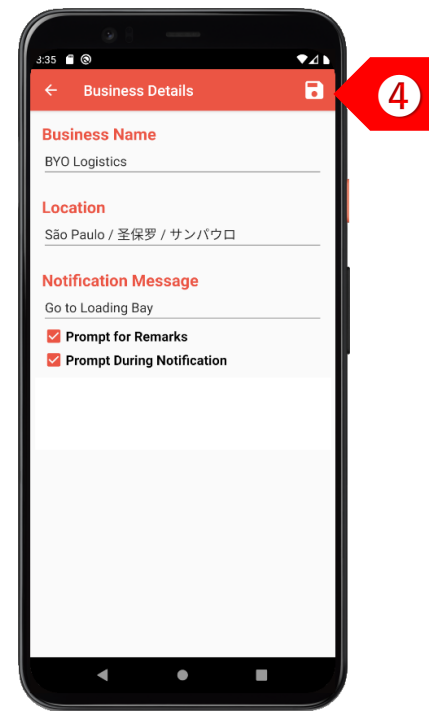 3:35
Business Details
4
Business Name
BYO Logistics
Location
São Paulo / 圣保罗 / サンパウロ
Notification Message
Go to Loading Bay
Prompt for Remarks
Prompt During Notification